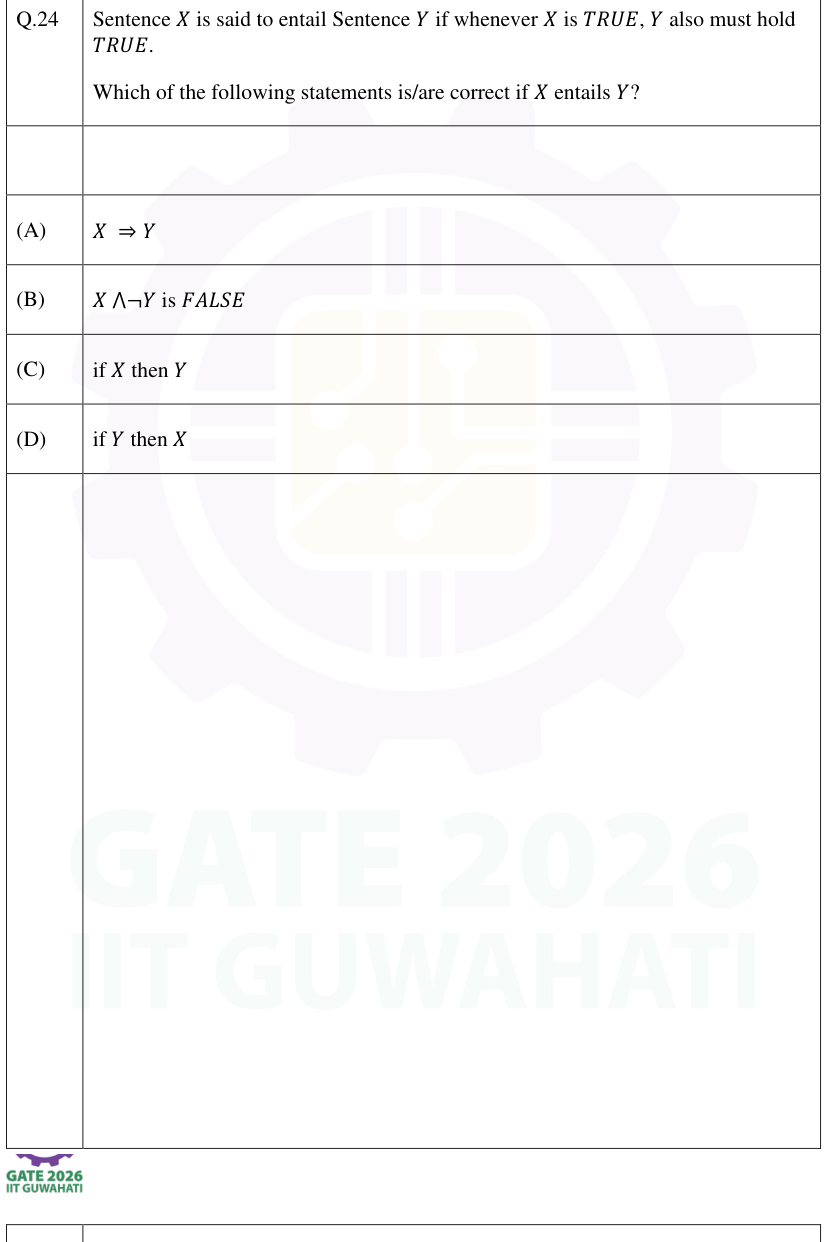 Q.24 Sentence X is said to entail Sentence Y if whenever X is TRUE, Y also must hold
TRUE.
Which of the following statements is/are correct if X entails Y?
(A) X ⇒ Y
(B) X ⋀¬Y is FALSE
(C) if X then Y
(D) if Y then X
GATE 2026
IIT GUWAHATI
GATE 2026
IIT GUWAHATI